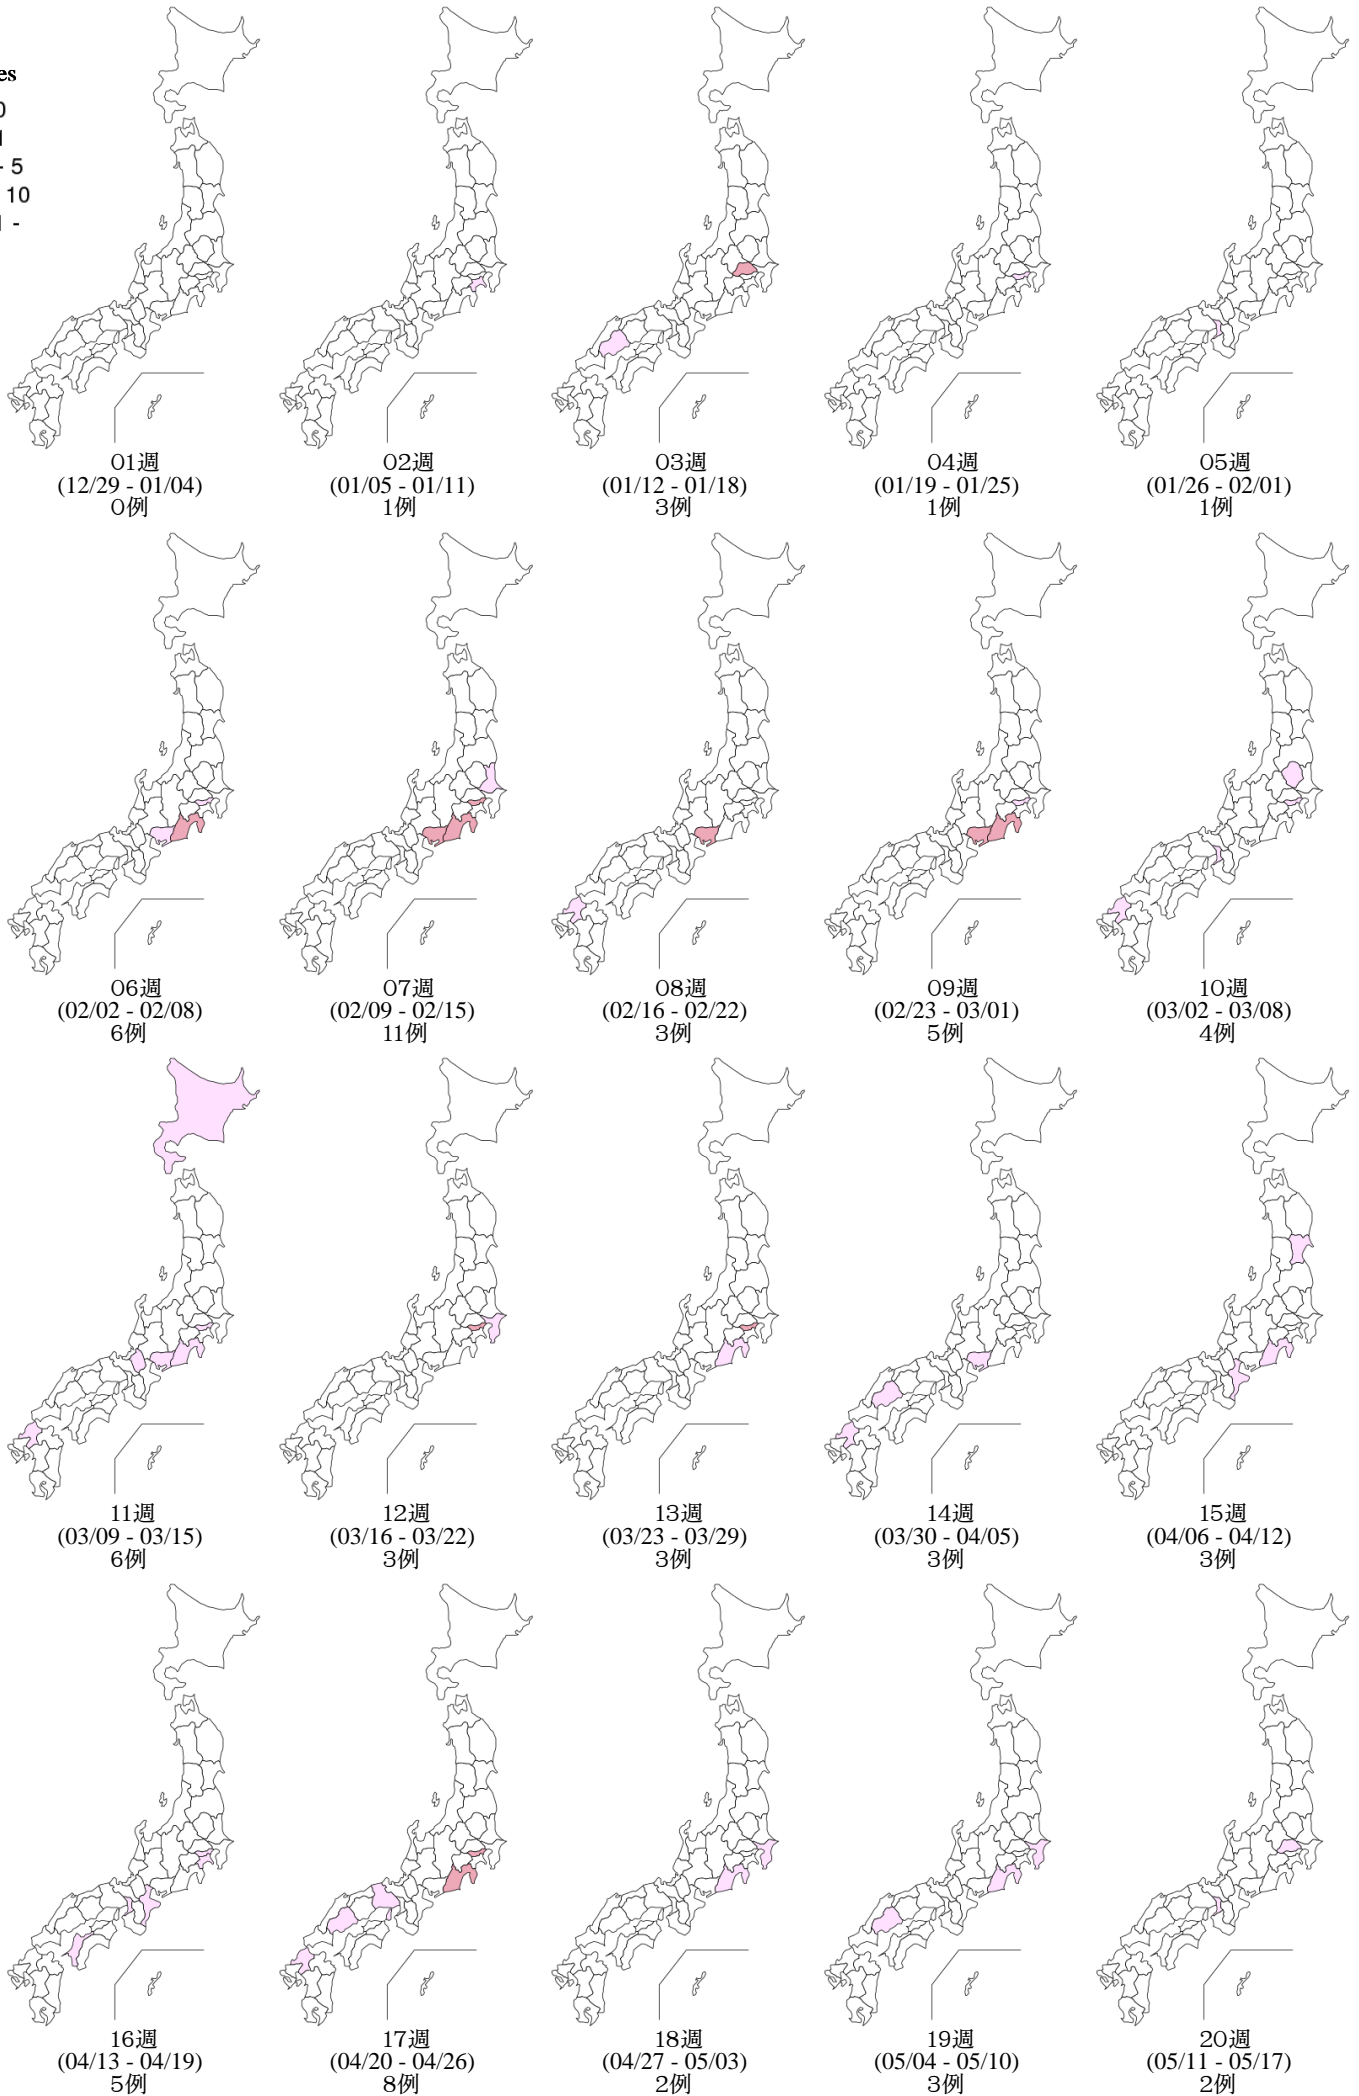 es
0
- 5
10
-
01週
(12/29 - 01/04)
0例
02週
(01/05 - 01/11)
1例
03週
(01/12 - 01/18)
3例
04週
(01/19 - 01/25)
1例
05週
(01/26 - 02/01)
1例
06週
(02/02 - 02/08)
6例
07週
(02/09 - 02/15)
11例
08週
(02/16 - 02/22)
3例
09週
(02/23 - 03/01)
5例
10週
(03/02 - 03/08)
4例
11週
(03/09 - 03/15)
6例
12週
(03/16 - 03/22)
3例
13週
(03/23 - 03/29)
3例
14週
(03/30 - 04/05)
3例
15週
(04/06 - 04/12)
3例
16週
(04/13 - 04/19)
5例
17週
(04/20 - 04/26)
8例
18週
(04/27 - 05/03)
2例
19週
(05/04 - 05/10)
3例
20週
(05/11 - 05/17)
2例